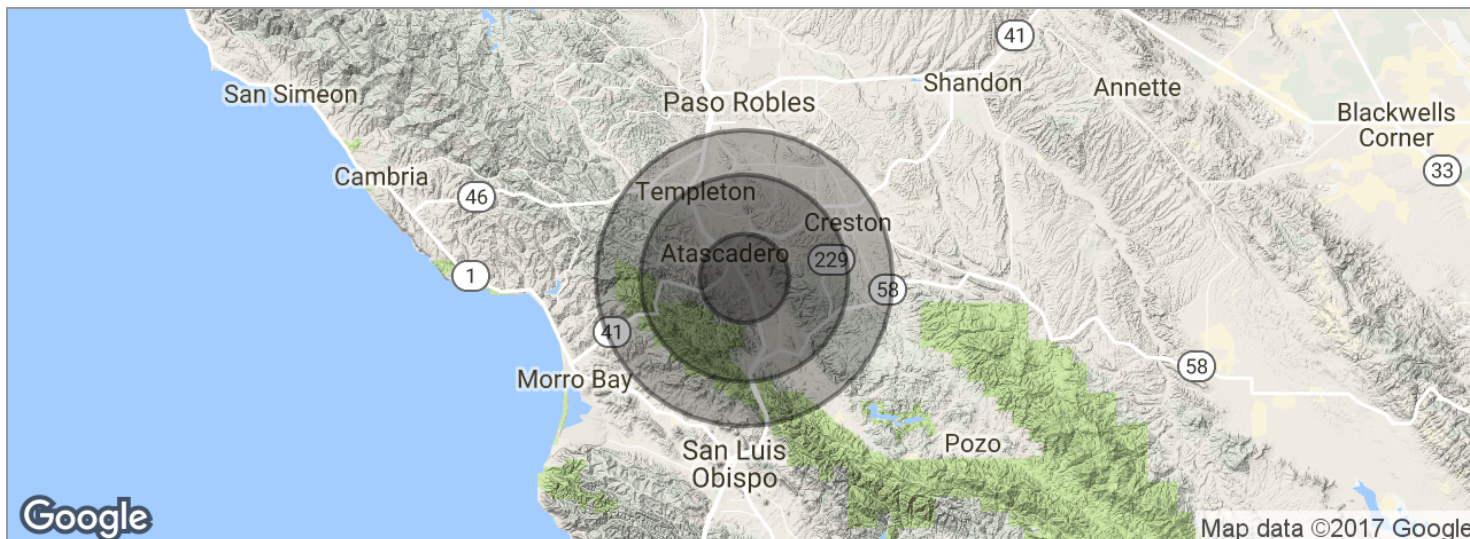 41
San Simeon
Paso Robles
Shandon
Annette
Blackwells
Corner
33
Cambria
46
Templeton
Creston
Atascadero
229
1
58
41
Morro Bay
58
San Luis
Obispo
Pozo
Google
Map data ©2017 Google